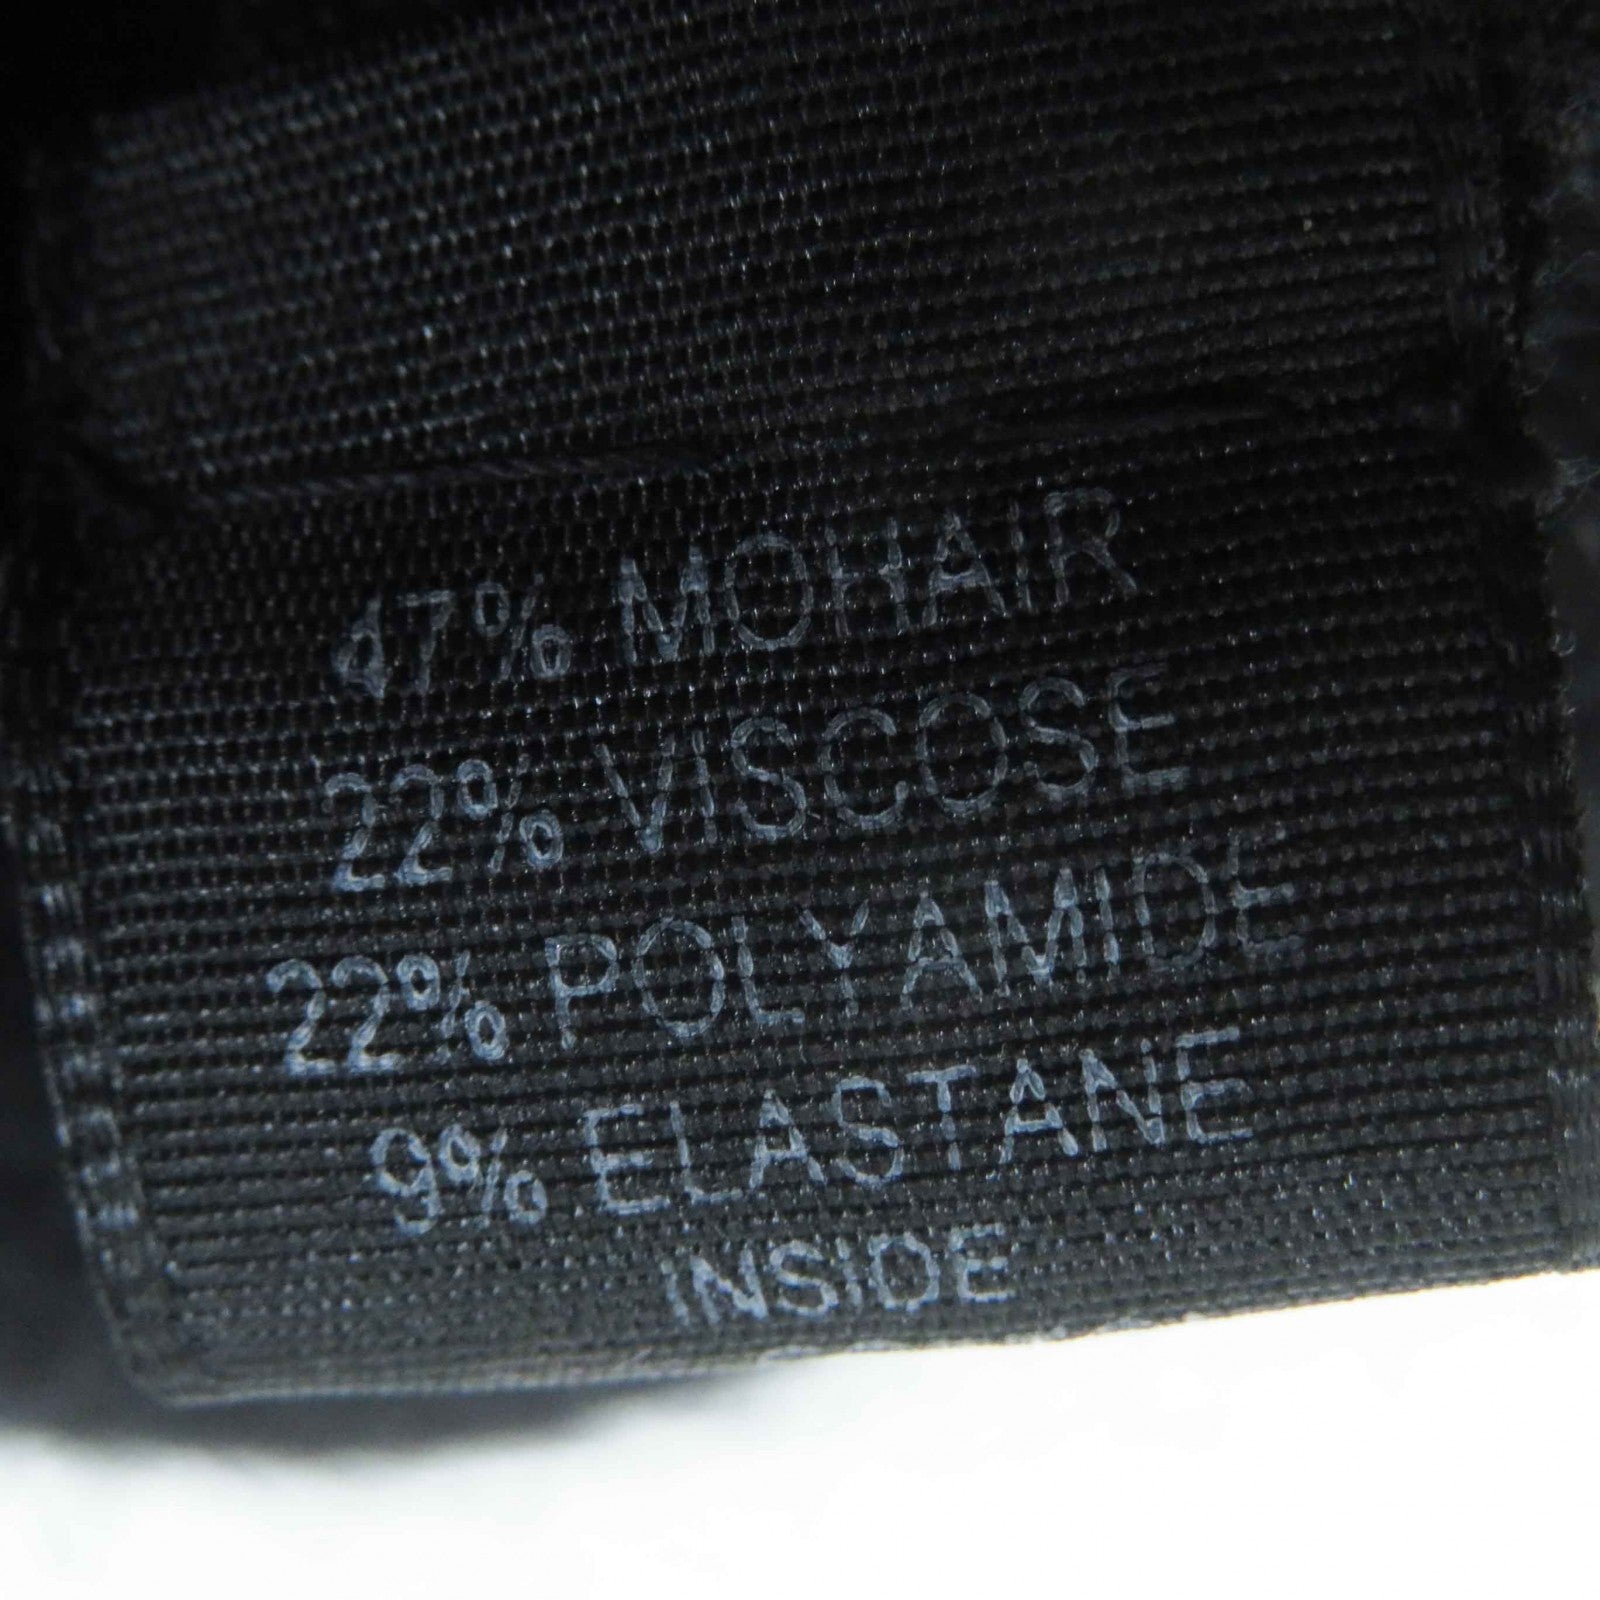 47% MOHAIR
22% VISCOSE
22% POLYAMIDE
9% ELASTANE
INSIDE